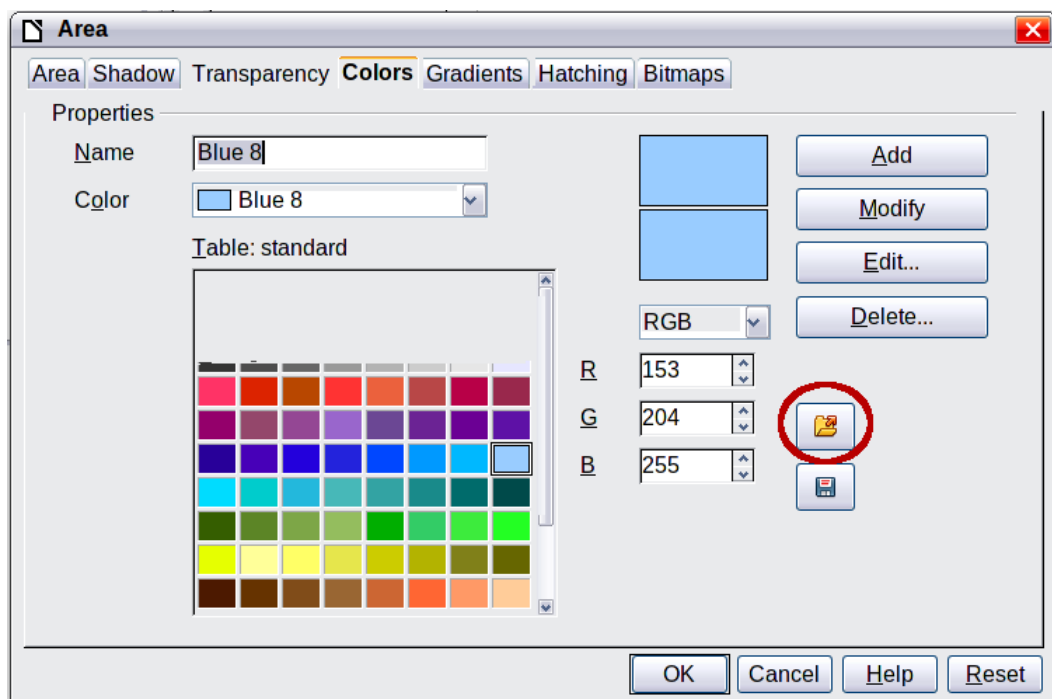 Area
Area Shadow Transparency Colors Gradients Hatching Bitmaps
Properties
Name Blue 8 Add
Color Blue 8 Modify
Table: standard Edit...
RGB Delete...
R 153
G 204
B 255
OK Cancel Help Reset